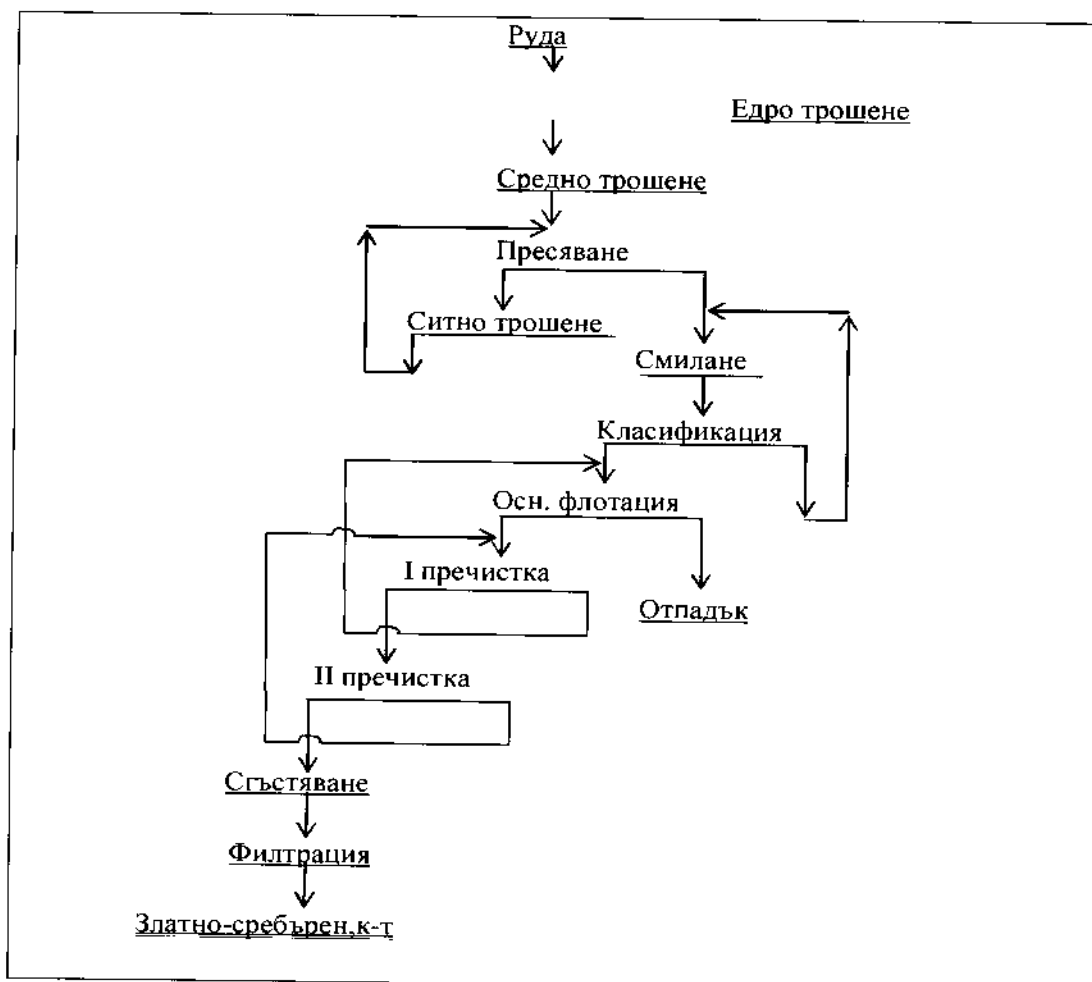 Руда
Едро трошене
Средно трошене
Пресяване
Ситно трошене
Смилане
Класификация
Осн. флотация
I пречистка
Отпадък
II пречистка
Сгъстяване
Филтрация
Златно-сребърен,к-т